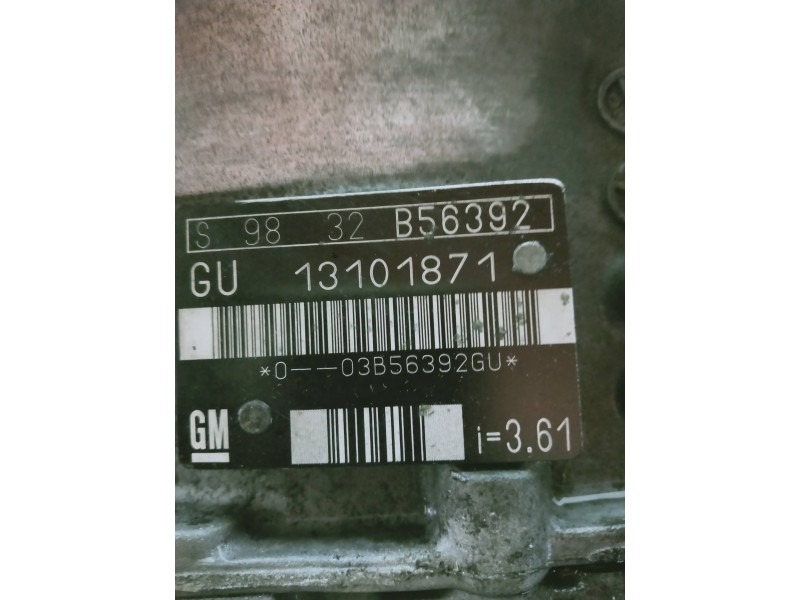 S 98 32 B56392
GU 13101871
*0--03B56392GU*
GM
i=3.61